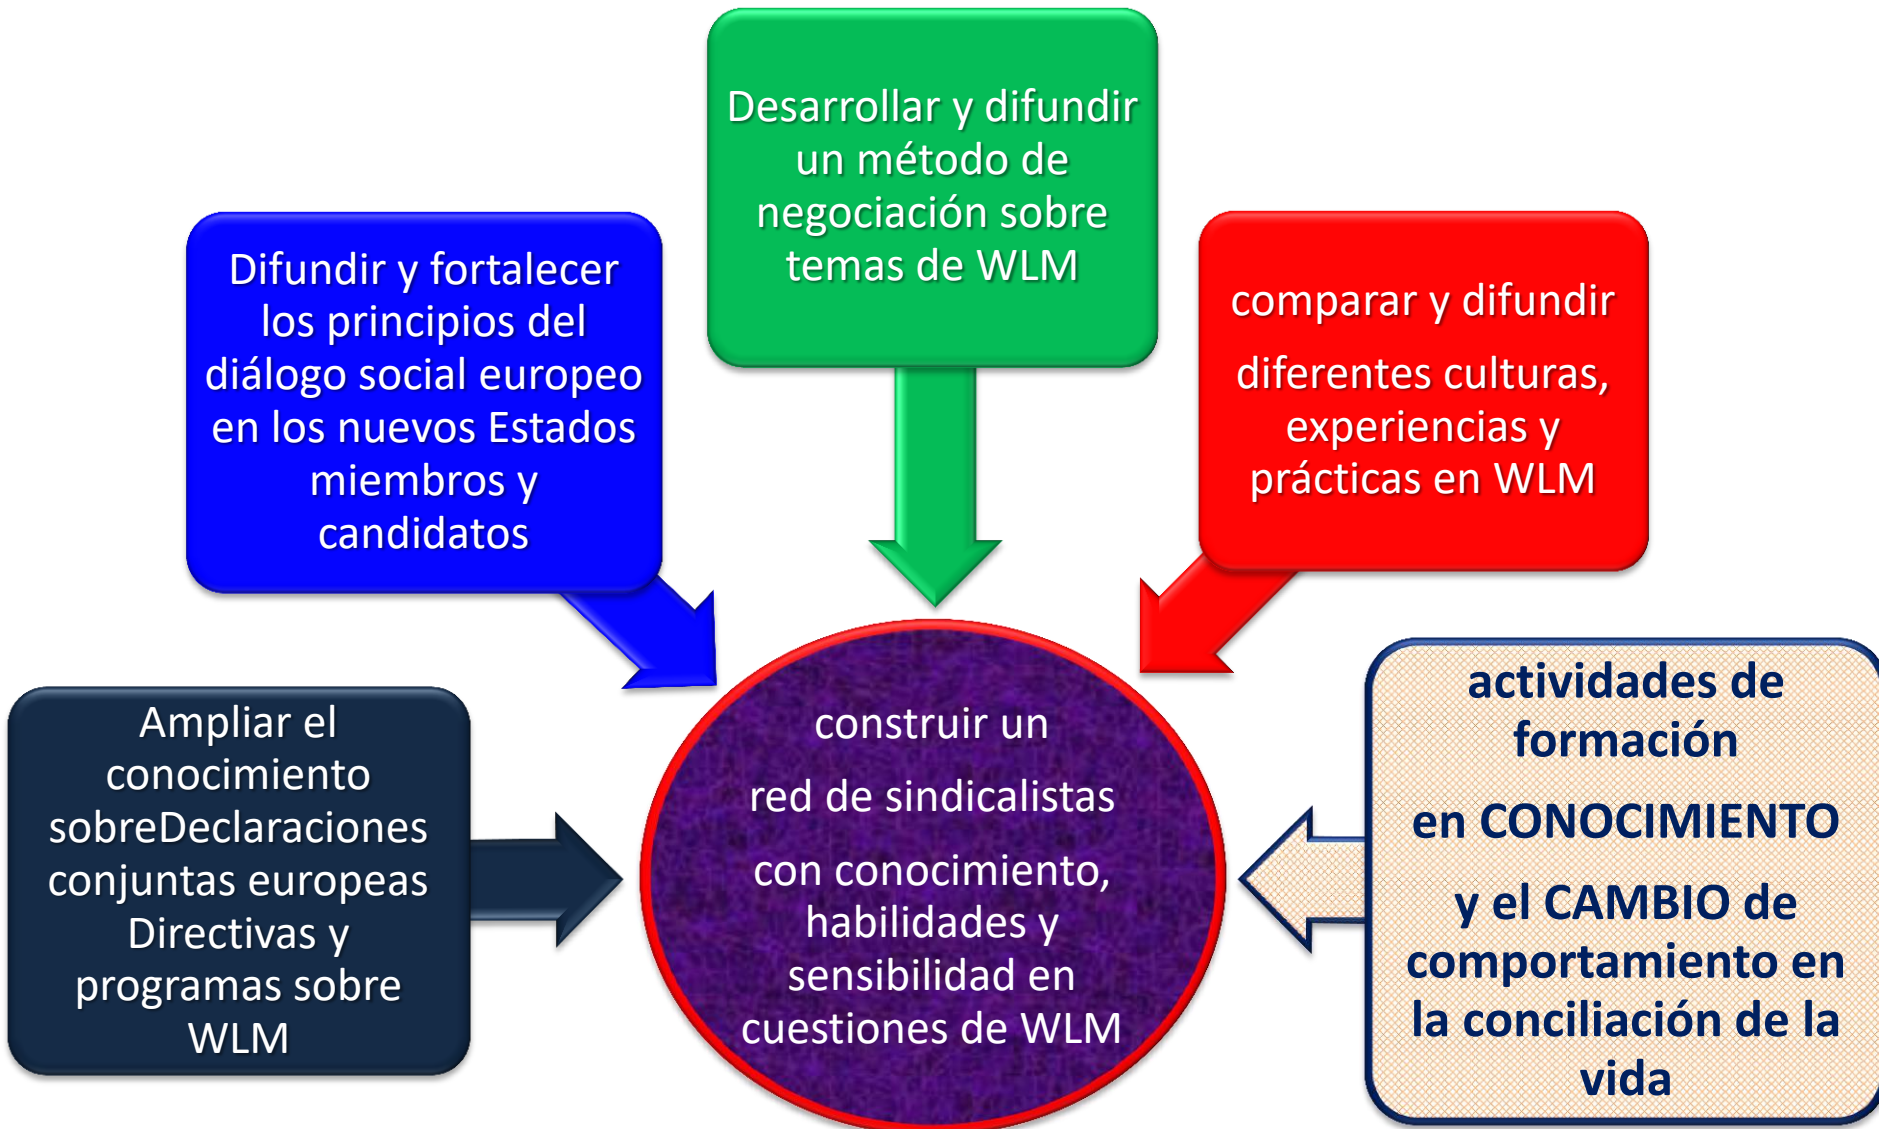 Desarrollar y difundir
un método de
negociación sobre
temas de WLM
Difundir y fortalecer
los principios del
diálogo social europeo
en los nuevos Estados
miembros y
candidatos
comparar y difundir
diferentes culturas,
experiencias y
prácticas en WLM
Ampliar el
conocimiento
sobreDeclaraciones
conjuntas europeas
Directivas y
programas sobre
WLM
construir un
red de sindicalistas
con conocimiento,
habilidades y
sensibilidad en
cuestiones de WLM
actividades de
formación
en CONOCIMIENTO
y el CAMBIO de
comportamiento en
la conciliación de la
vida